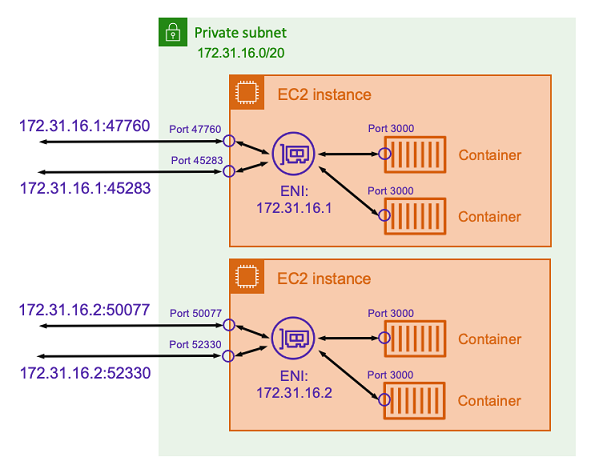 Private subnet
172.31.16.0/20
EC2 instance
172.31.16.1:47760
Port 47760
Port 3000
Port 45283
Container
172.31.16.1:45283
ENI:
172.31.16.1
Port 3000
Container
EC2 instance
172.31.16.2:50077
Port 50077
Port 3000
Port 52330
Container
172.31.16.2:52330
ENI:
172.31.16.2
Port 3000
Container